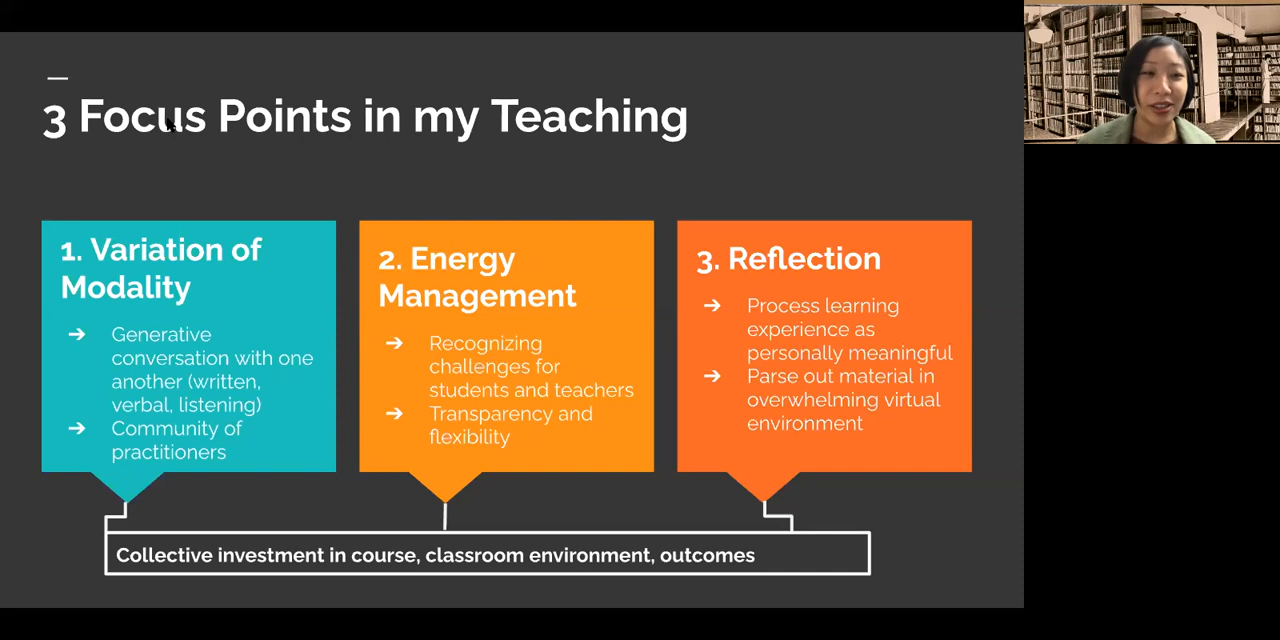 3 Focus Points in my Teaching
1. Variation of
Modality
➔ Generative
conversation with one
another (written,
verbal, listening)
➔ Community of
practitioners
2. Energy
Management
➔ Recognizing
challenges for
students and teachers
➔ Transparency and
flexibility
3. Reflection
➔ Process learning
experience as
personally meaningful
➔ Parse out material in
overwhelming virtual
environment
Collective investment in course, classroom environment, outcomes